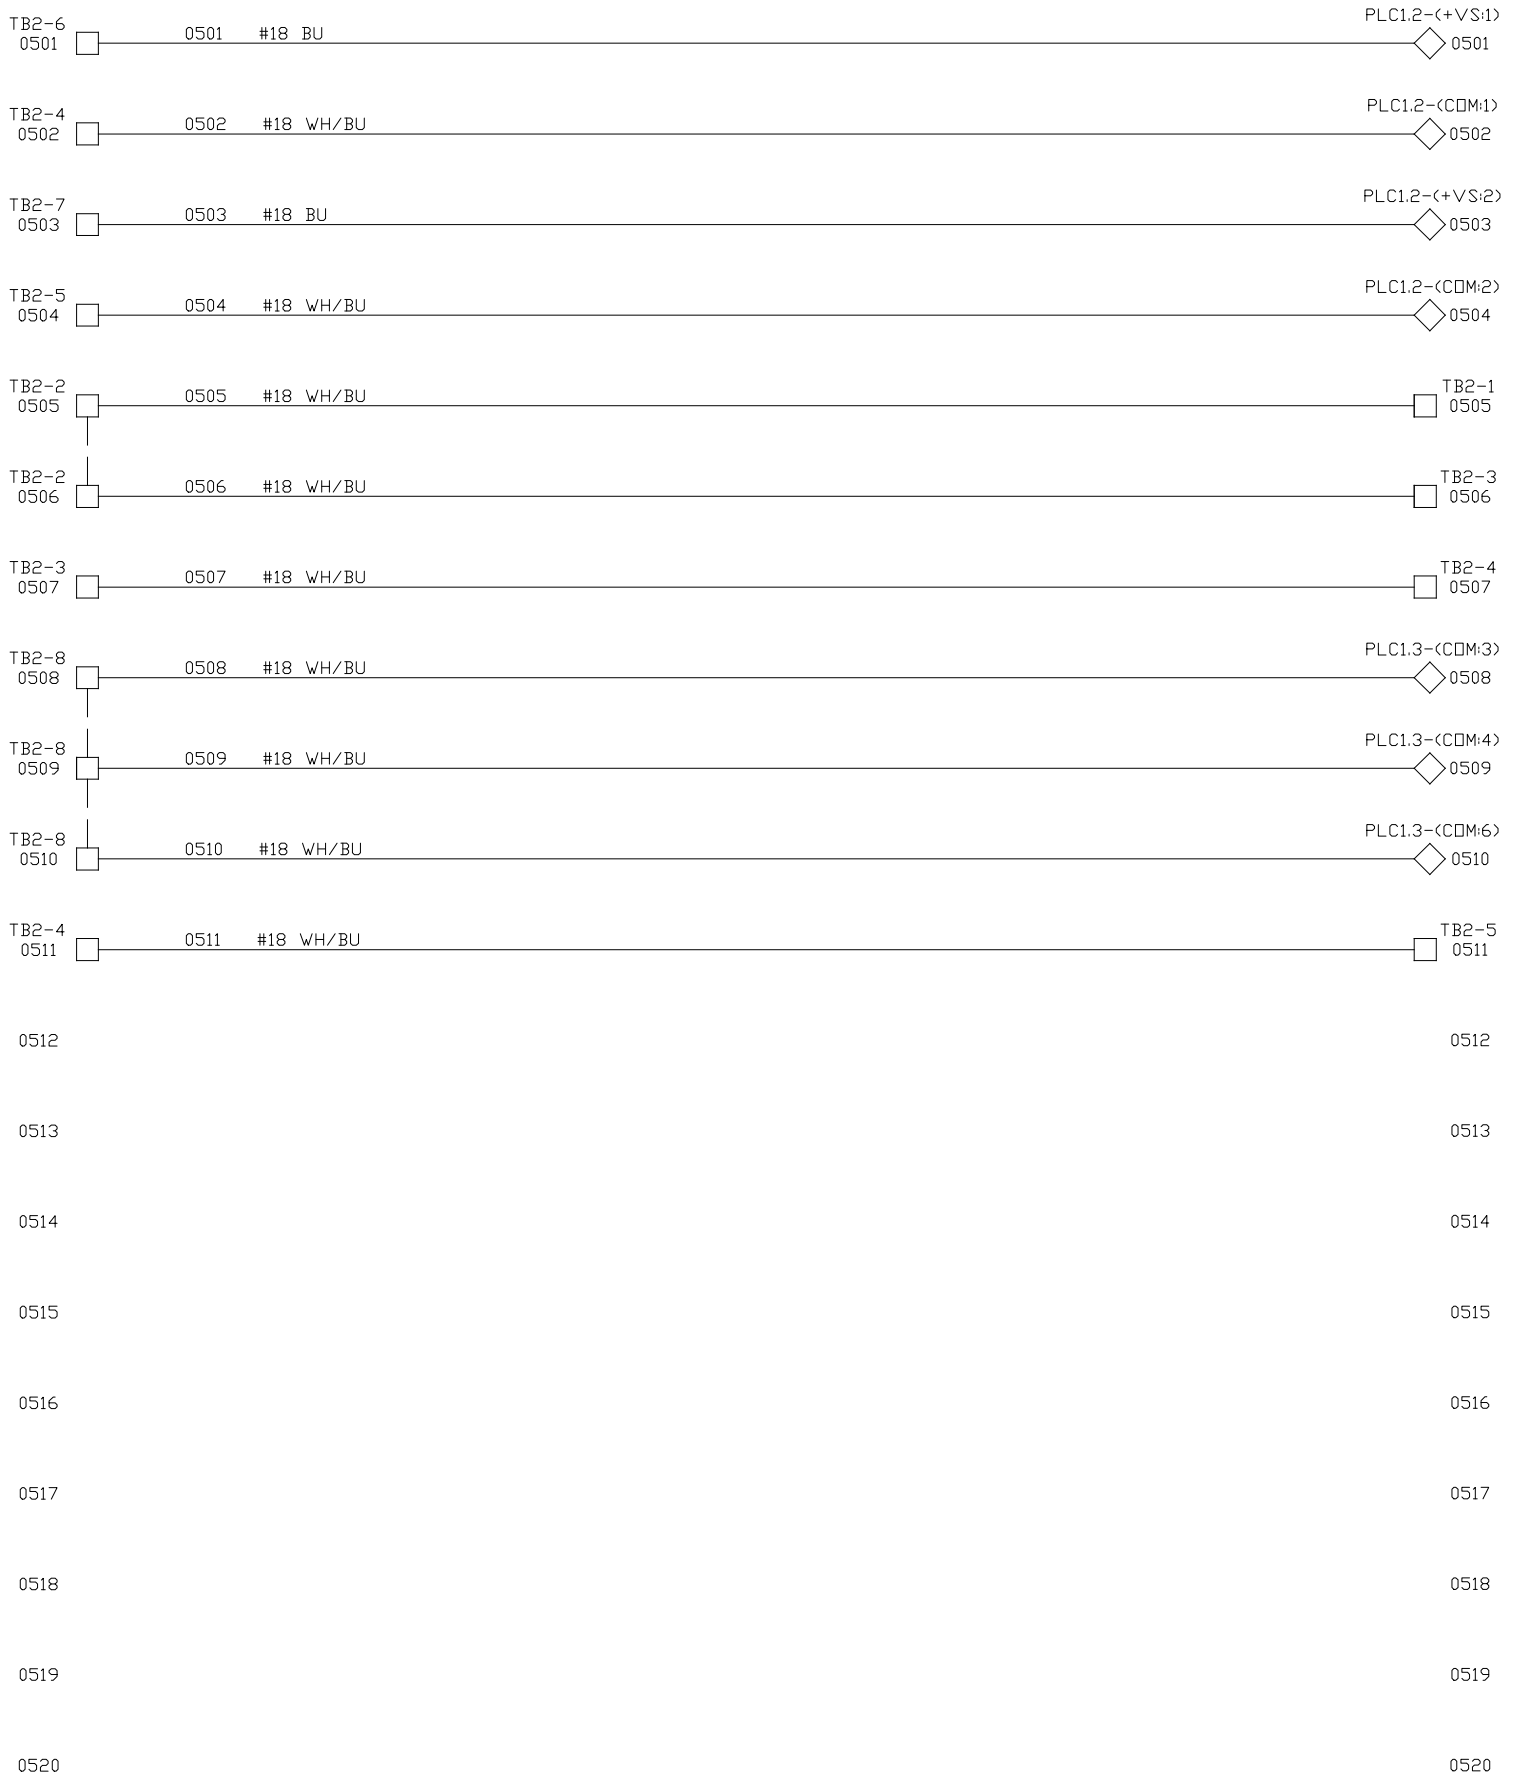 TB2-6 PLC1.2-(+VS:1)
0501 0501 #18 BU 0501
TB2-4 PLC1.2-(COM:1)
0502 0502 #18 WH/BU 0502
TB2-7 PLC1.2-(+VS:2)
0503 0503 #18 BU 0503
TB2-5 PLC1.2-(COM:2)
0504 0504 #18 WH/BU 0504
TB2-2 TB2-1
0505 0505 #18 WH/BU 0505
TB2-2 TB2-3
0506 0506 #18 WH/BU 0506
TB2-3 TB2-4
0507 0507 #18 WH/BU 0507
TB2-8 PLC1.3-(COM:3)
0508 0508 #18 WH/BU 0508
TB2-8 PLC1.3-(COM:4)
0509 0509 #18 WH/BU 0509
TB2-8 PLC1.3-(COM:6)
0510 0510 #18 WH/BU 0510
TB2-4 TB2-5
0511 0511 #18 WH/BU 0511
0512 0512
0513 0513
0514 0514
0515 0515
0516 0516
0517 0517
0518 0518
0519 0519
0520 0520